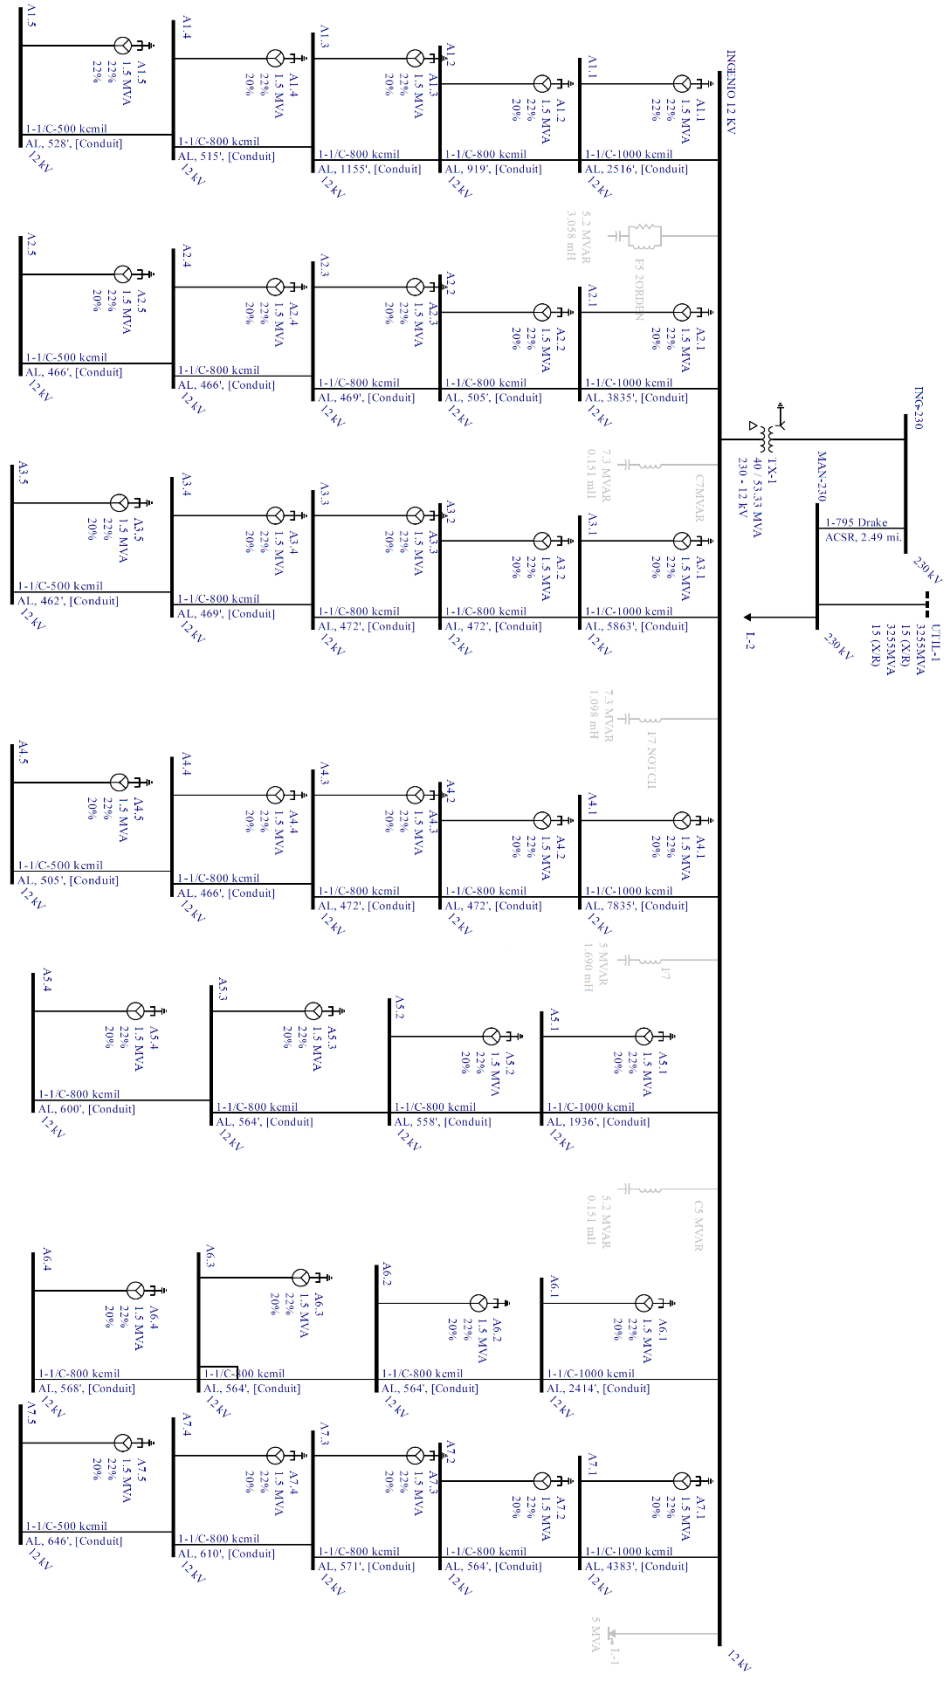 A1.5
A1.5
1.5 MVA
22%
22%
1-1/C-500 kcmil
AL, 528', [Conduit]
12 kV
A1.4
A1.4
1.5 MVA
22%
20%
1-1/C-800 kcmil
AL, 515', [Conduit]
12 kV
A1.3
A1.3
1.5 MVA
22%
20%
1-1/C-800 kcmil
AL, 1155', [Conduit]
12 kV
A1.2
A1.2
1.5 MVA
22%
20%
1-1/C-800 kcmil
AL, 919', [Conduit]
12 kV
A1.1
A1.1
1.5 MVA
22%
22%
1-1/C-1000 kcmil
AL, 2516', [Conduit]
12 kV
INGENIO 12 KV
5.2 MVAR
3.058 mH
F5 2ORDEN
A2.5
A2.5
1.5 MVA
22%
20%
1-1/C-500 kcmil
AL, 466', [Conduit]
12 kV
A2.4
A2.4
1.5 MVA
22%
20%
1-1/C-800 kcmil
AL, 466', [Conduit]
12 kV
A2.3
A2.3
1.5 MVA
22%
20%
1-1/C-800 kcmil
AL, 469', [Conduit]
12 kV
A2.2
A2.2
1.5 MVA
22%
20%
1-1/C-800 kcmil
AL, 505', [Conduit]
12 kV
A2.1
A2.1
1.5 MVA
22%
20%
1-1/C-1000 kcmil
AL, 3835', [Conduit]
12 kV
ING-230
230 kV
TX-1
40 / 53.33 MVA
230 - 12 kV
MAN-230
1-795 Drake
ACSR, 2.49 mi.
230 kV
L-2
UTIL-1
3255MVA
15 (X/R)
3255MVA
15 (X/R)
C7MVAR
7.3 MVAR
0.151 mH
A3.5
A3.5
1.5 MVA
22%
20%
1-1/C-500 kcmil
AL, 462', [Conduit]
12 kV
A3.4
A3.4
1.5 MVA
22%
20%
1-1/C-800 kcmil
AL, 469', [Conduit]
12 kV
A3.3
A3.3
1.5 MVA
22%
20%
1-1/C-800 kcmil
AL, 472', [Conduit]
12 kV
A3.2
A3.2
1.5 MVA
22%
20%
1-1/C-800 kcmil
AL, 472', [Conduit]
12 kV
A3.1
A3.1
1.5 MVA
22%
20%
1-1/C-1000 kcmil
AL, 5863', [Conduit]
12 kV
7.3 MVAR
1.098 mH
NOTCH
A4.5
A4.5
1.5 MVA
22%
20%
1-1/C-500 kcmil
AL, 505', [Conduit]
12 kV
A4.4
A4.4
1.5 MVA
22%
20%
1-1/C-800 kcmil
AL, 466', [Conduit]
12 kV
A4.3
A4.3
1.5 MVA
22%
20%
1-1/C-800 kcmil
AL, 472', [Conduit]
12 kV
A4.2
A4.2
1.5 MVA
22%
20%
1-1/C-800 kcmil
AL, 472', [Conduit]
12 kV
A4.1
A4.1
1.5 MVA
22%
20%
1-1/C-1000 kcmil
AL, 7835', [Conduit]
12 kV
5 MVAR
1.690 mH
A5.4
A5.4
1.5 MVA
22%
20%
1-1/C-800 kcmil
AL, 600', [Conduit]
12 kV
A5.3
A5.3
1.5 MVA
22%
20%
1-1/C-800 kcmil
AL, 564', [Conduit]
12 kV
A5.2
A5.2
1.5 MVA
22%
20%
1-1/C-800 kcmil
AL, 558', [Conduit]
12 kV
A5.1
A5.1
1.5 MVA
22%
20%
1-1/C-1000 kcmil
AL, 1936', [Conduit]
12 kV
C5 MVAR
5.2 MVAR
0.151 mH
A6.4
A6.4
1.5 MVA
22%
20%
1-1/C-800 kcmil
AL, 568', [Conduit]
12 kV
A6.3
A6.3
1.5 MVA
22%
20%
1-1/C-800 kcmil
AL, 564', [Conduit]
12 kV
A6.2
A6.2
1.5 MVA
22%
20%
1-1/C-800 kcmil
AL, 564', [Conduit]
12 kV
A6.1
A6.1
1.5 MVA
22%
20%
1-1/C-1000 kcmil
AL, 2414', [Conduit]
12 kV
A7.5
A7.5
1.5 MVA
22%
20%
1-1/C-500 kcmil
AL, 646', [Conduit]
12 kV
A7.4
A7.4
1.5 MVA
22%
20%
1-1/C-800 kcmil
AL, 610', [Conduit]
12 kV
A7.3
A7.3
1.5 MVA
22%
20%
1-1/C-800 kcmil
AL, 571', [Conduit]
12 kV
A7.2
A7.2
1.5 MVA
22%
20%
1-1/C-800 kcmil
AL, 564', [Conduit]
12 kV
A7.1
A7.1
1.5 MVA
22%
20%
1-1/C-1000 kcmil
AL, 4383', [Conduit]
12 kV
L-1
5 MVA
12 kV